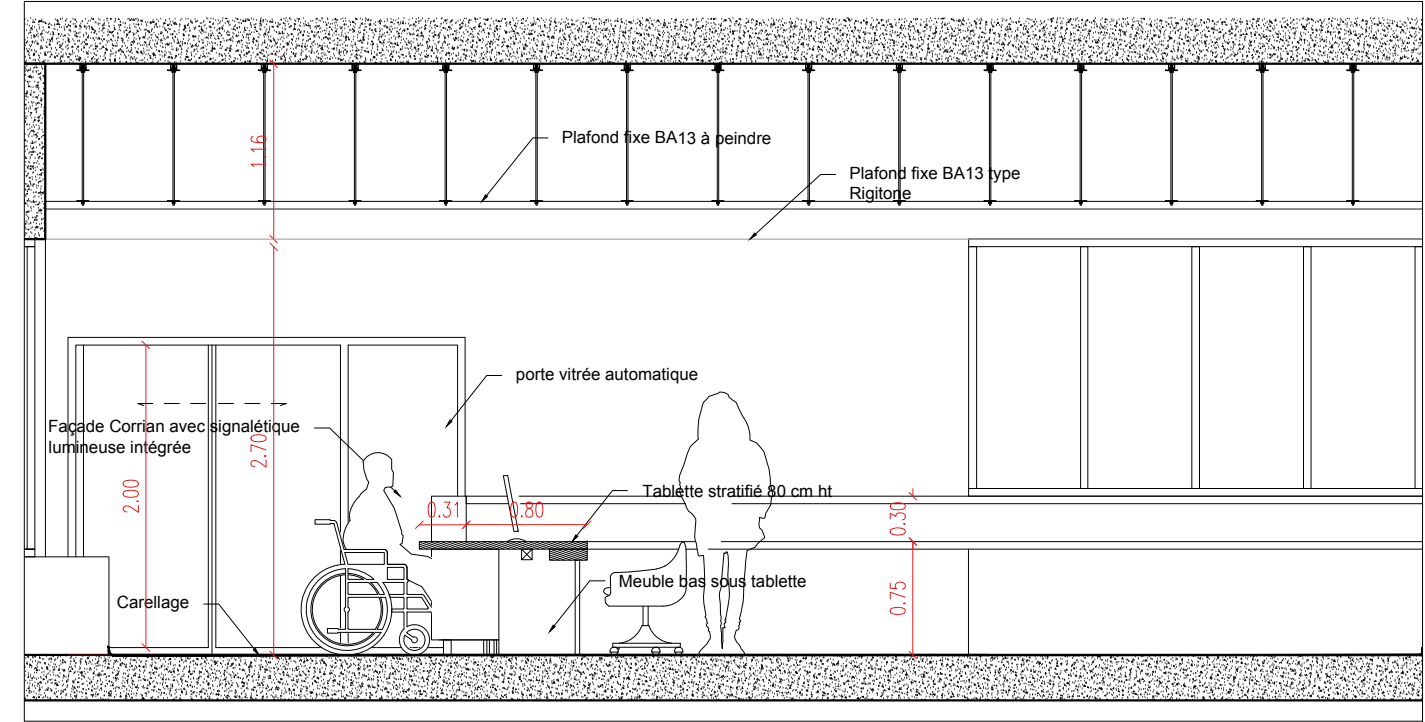 1.16
Plafond fixe BA13 à peindre
Plafond fixe BA13 type
Rigitone
porte vitrée automatique
Façade Corrian avec signalétique
lumineuse intégrée
2.00
2.70
Tablette stratifié 80 cm ht
0.31
0.80
0.30
Meuble bas sous tablette
0.75
Carellage